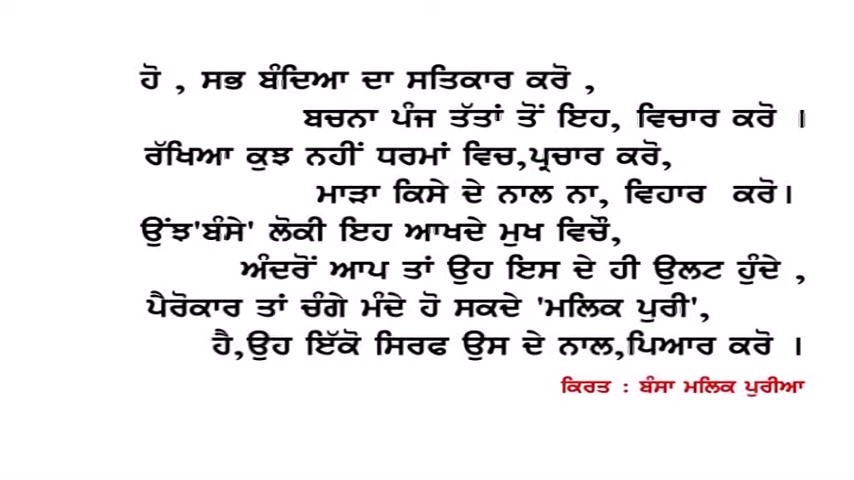 ਹੋ , ਸਭ ਬੰਦਿਆ ਦਾ ਸਤਿਕਾਰ ਕਰੋ ,
ਬਚਨਾ ਪੰਜ ਤੱਤਾਂ ਤੋਂ ਇਹ, ਵਿਚਾਰ ਕਰੋ ।
ਰੱਖਿਆ ਕੁਝ ਨਹੀਂ ਧਰਮਾਂ ਵਿਚ,ਪ੍ਰਚਾਰ ਕਰੋ,
ਮਾੜਾ ਕਿਸੇ ਦੇ ਨਾਲ ਨਾ, ਵਿਹਾਰ ਕਰੋ।
ਉਂਝ'ਬੰਸੇ' ਲੋਕੀ ਇਹ ਆਖਦੇ ਮੁਖ ਵਿਚੌਂ,
ਅੰਦਰੋਂ ਆਪ ਤਾਂ ਉਹ ਇਸ ਦੇ ਹੀ ਉਲਟ ਹੁੰਦੇ ,
ਪੈਰੋਕਾਰ ਤਾਂ ਚੰਗੇ ਮੰਦੇ ਹੋ ਸਕਦੇ 'ਮਲਿਕ ਪੁਰੀ',
ਹੈ,ਉਹ ਇੱਕੋ ਸਿਰਫ ਉਸ ਦੇ ਨਾਲ,ਪਿਆਰ ਕਰੋ ।
ਕਿਰਤ : ਬੰਸਾ ਮਲਿਕ ਪੁਰੀਆ